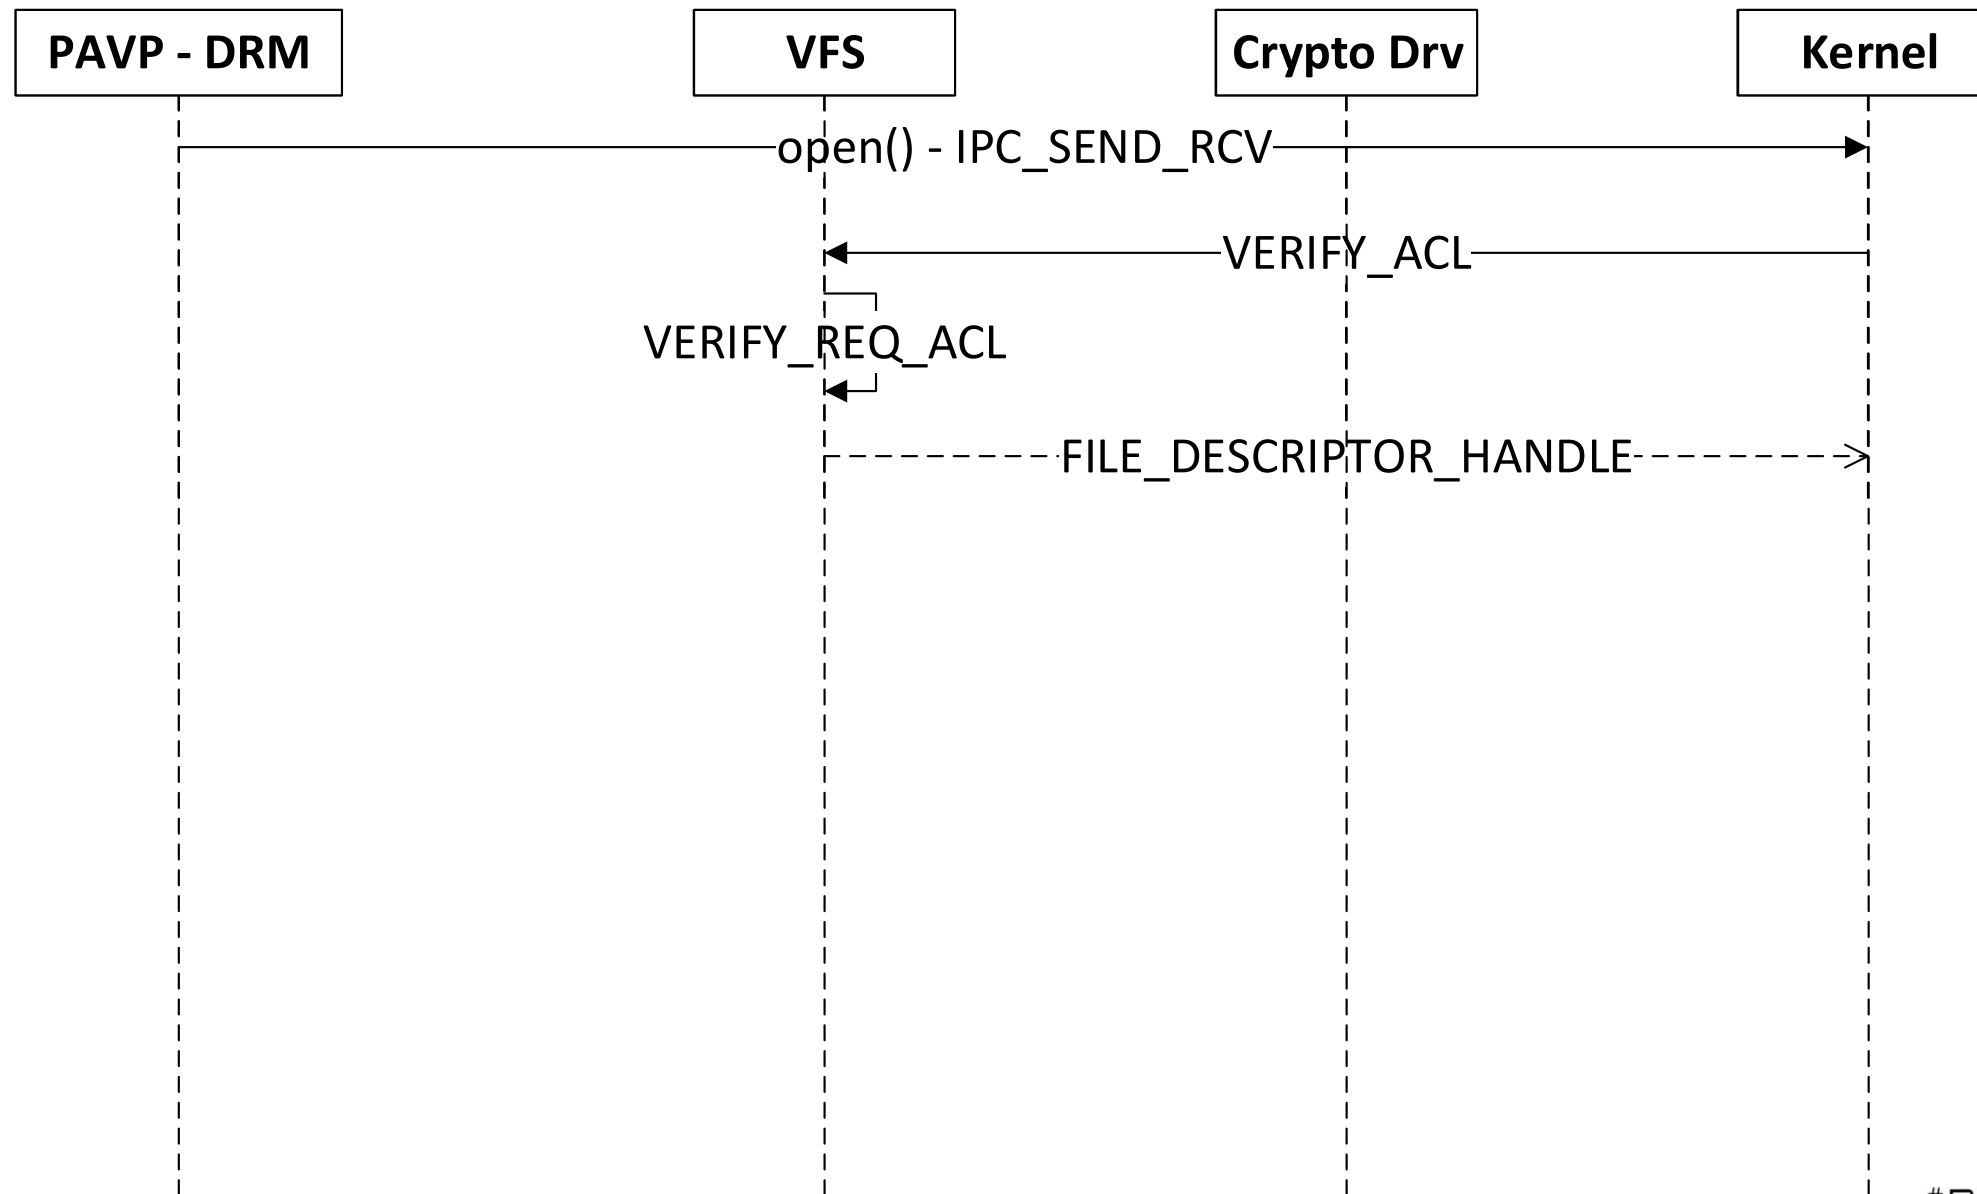 PAVP - DRM
VFS
Crypto Drv
Kernel
open() - IPC_SEND_RCV
VERIFY_ACL
VERIFY_REQ_ACL
FILE_DESCRIPTOR_HANDLE